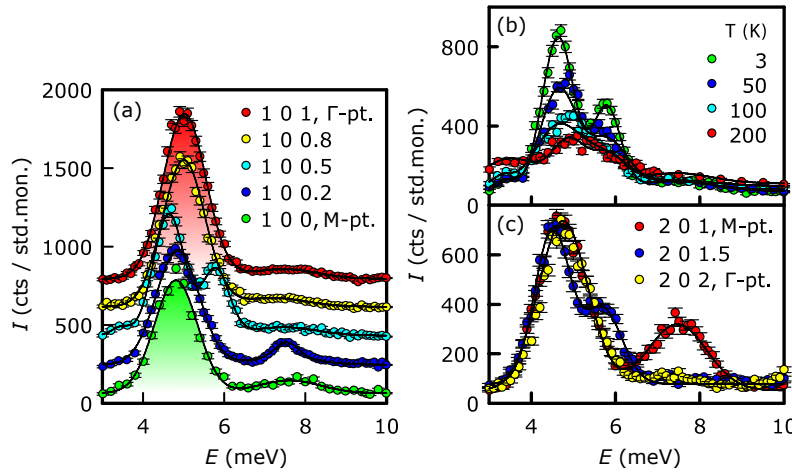 (a)
1 0 1, Γ-pt.
1 0 0.8
1 0 0.5
1 0 0.2
1 0 0, M-pt.
2000
1500
1000
500
0
4
6
8
10
I (cts / std.mon.)
E (meV)
(b)
T (K)
3
50
100
200
800
400
0
(c)
2 0 1, M-pt.
2 0 1.5
2 0 2, Γ-pt.
600
400
200
0
4
6
8
10
I (cts / std.mon.)
E (meV)